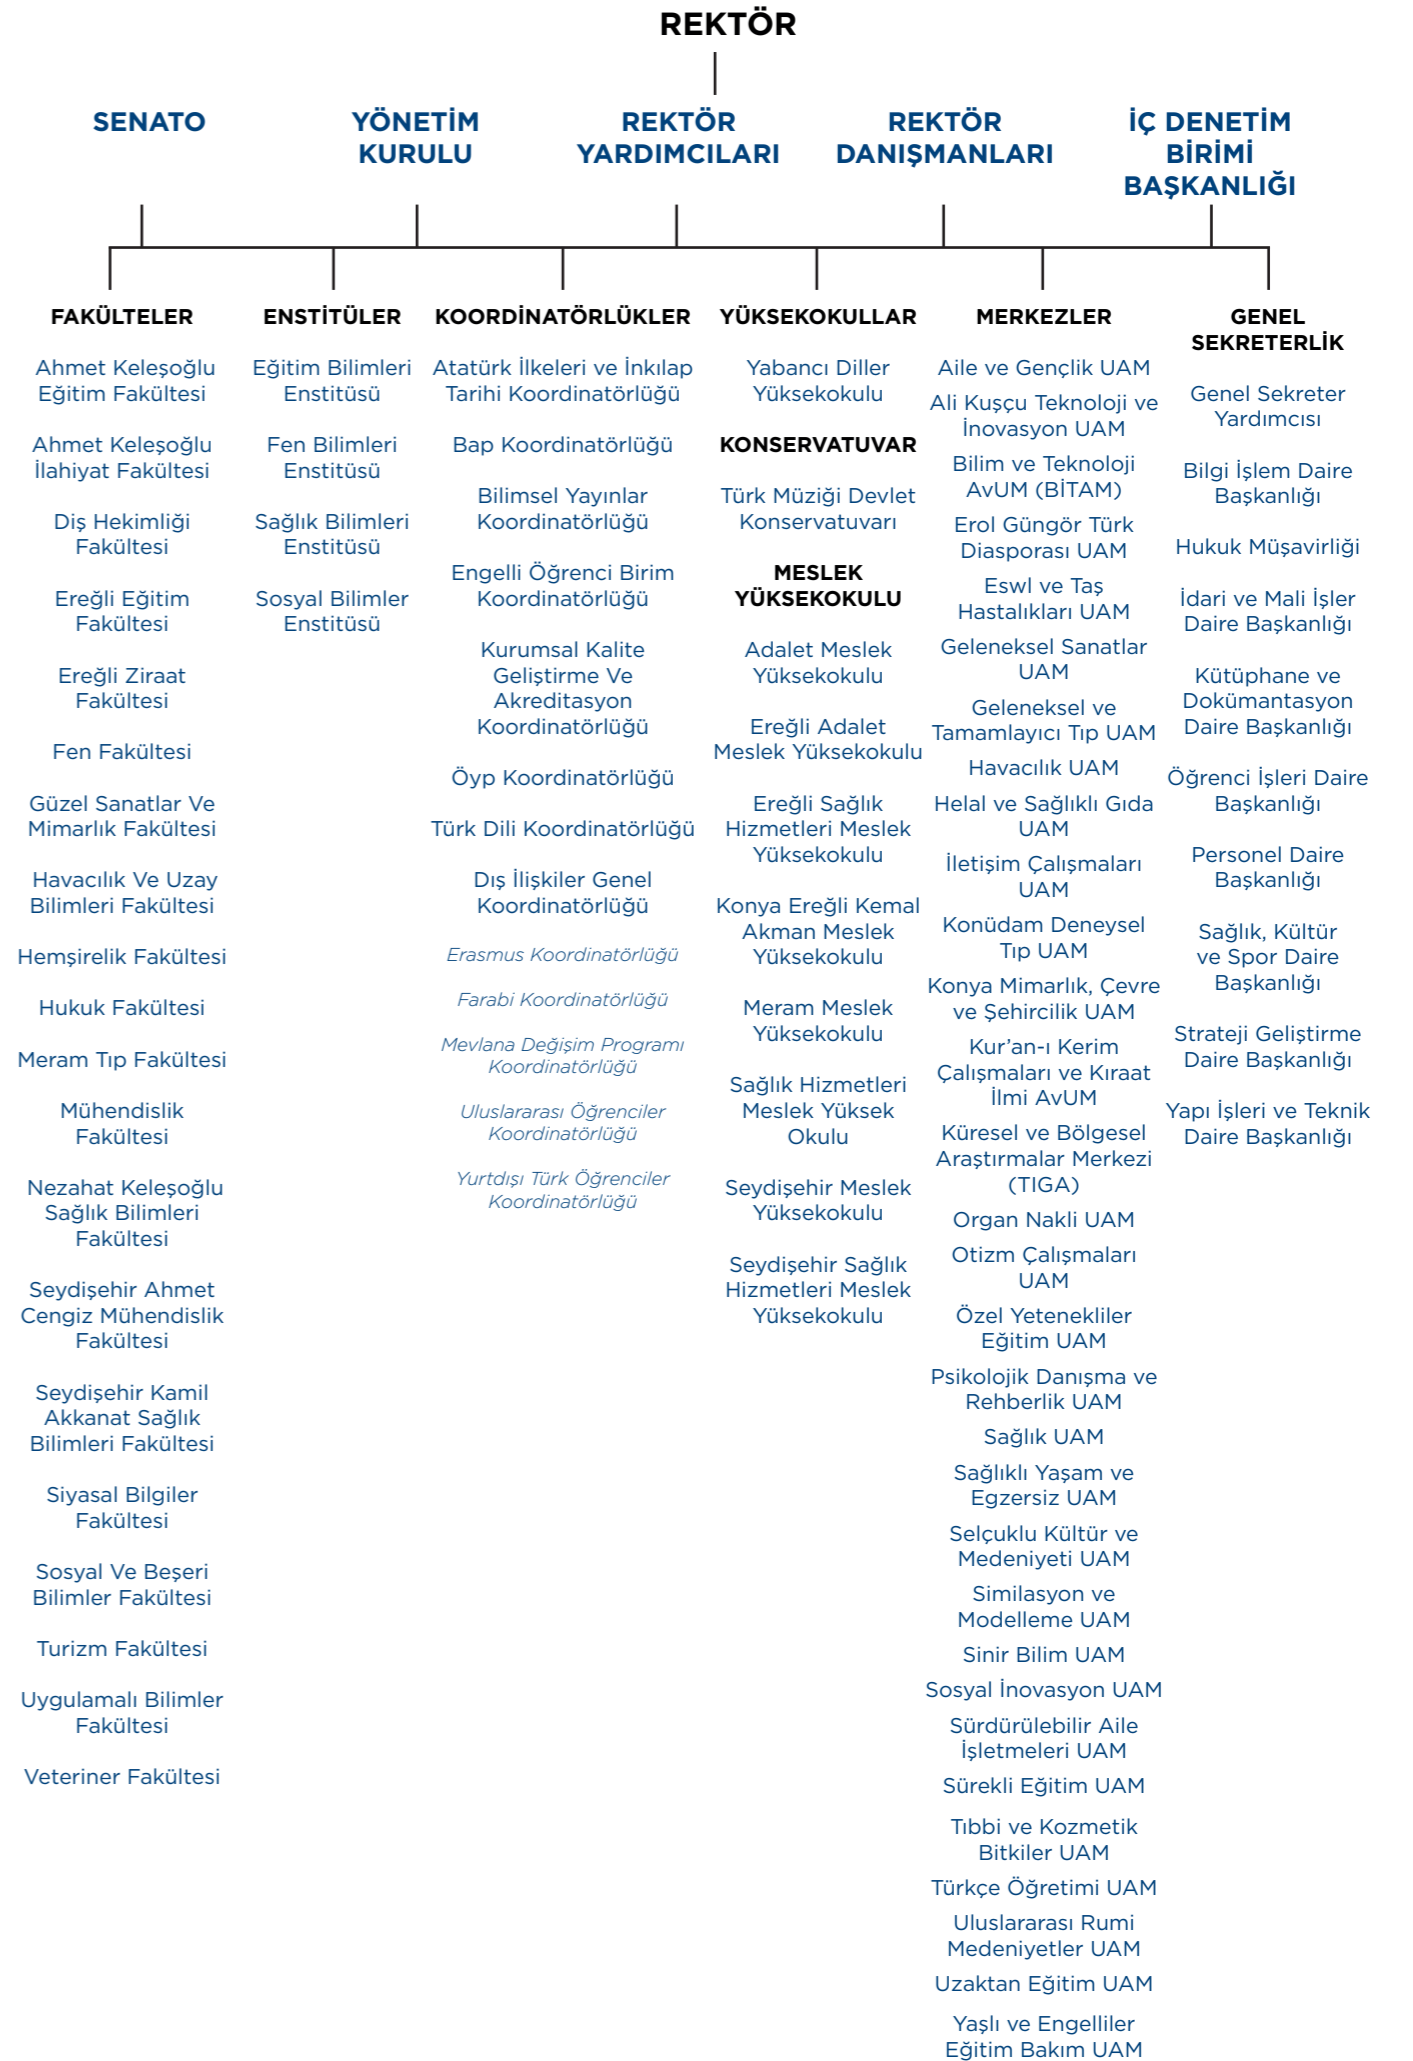 REKTÖR
SENATO
YÖNETİM
KURULU
REKTÖR
YARDIMCILARI
REKTÖR
DANIŞMANLARI
İÇ DENETİM
BİRİMİ
BAŞKANLIĞI
FAKÜLTELER
Ahmet Keleşoğlu
Eğitim Fakültesi
Ahmet Keleşoğlu
İlahiyat Fakültesi
Diş Hekimliği
Fakültesi
Ereğli Eğitim
Fakültesi
Ereğli Ziraat
Fakültesi
Fen Fakültesi
Güzel Sanatlar Ve
Mimarlık Fakültesi
Havacılık Ve Uzay
Bilimleri Fakültesi
Hemşirelik Fakültesi
Hukuk Fakültesi
Meram Tıp Fakültesi
Mühendislik
Fakültesi
Nezahat Keleşoğlu
Sağlık Bilimleri
Fakültesi
Seydişehir Ahmet
Cengiz Mühendislik
Fakültesi
Seydişehir Kamil
Akkanat Sağlık
Bilimleri Fakültesi
Siyasal Bilgiler
Fakültesi
Sosyal Ve Beşeri
Bilimler Fakültesi
Turizm Fakültesi
Uygulamalı Bilimler
Fakültesi
Veteriner Fakültesi
ENSTİTÜLER
Eğitim Bilimleri
Enstitüsü
Fen Bilimleri
Enstitüsü
Sağlık Bilimleri
Enstitüsü
Sosyal Bilimler
Enstitüsü
KOORDİNATÖRLÜKLER
Atatürk İlkeleri ve İnkılap
Tarihi Koordinatörlüğü
Bap Koordinatörlüğü
Bilimsel Yayınlar
Koordinatörlüğü
Engelli Öğrenci Birim
Koordinatörlüğü
Kurumsal Kalite
Geliştirme Ve
Akreditasyon
Koordinatörlüğü
Öyp Koordinatörlüğü
Türk Dili Koordinatörlüğü
Dış İlişkiler Genel
Koordinatörlüğü
Erasmus Koordinatörlüğü
Farabi Koordinatörlüğü
Mevlana Değişim Programı
Koordinatörlüğü
Uluslararası Öğrenciler
Koordinatörlüğü
Yurtdışı Türk Öğrenciler
Koordinatörlüğü
YÜKSEKOKULLAR
Yabancı Diller
Yüksekokulu
KONSERVATUVAR
Türk Müziği Devlet
Konservatuvarı
MESLEK
YÜKSEKOKULU
Adalet Meslek
Yüksekokulu
Ereğli Adalet
Meslek Yüksekokulu
Ereğli Sağlık
Hizmetleri Meslek
Yüksekokulu
Konya Ereğli Kemal
Akman Meslek
Yüksekokulu
Meram Meslek
Yüksekokulu
Sağlık Hizmetleri
Meslek Yüksek
Okulu
Seydişehir Meslek
Yüksekokulu
Seydişehir Sağlık
Hizmetleri Meslek
Yüksekokulu
MERKEZLER
Aile ve Gençlik UAM
Ali Kuşçu Teknoloji ve
İnovasyon UAM
Bilim ve Teknoloji
AvUM (BİTAM)
Erol Güngör Türk
Diasporası UAM
Eswl ve Taş
Hastalıkları UAM
Geleneksel Sanatlar
UAM
Geleneksel ve
Tamamlayıcı Tıp UAM
Havacılık UAM
Helal ve Sağlıklı Gıda
UAM
İletişim Çalışmaları
UAM
Konüdam Deneysel
Tıp UAM
Konya Mimarlık, Çevre
ve Şehircilik UAM
Kur’an-ı Kerim
Çalışmaları ve Kıraat
İlmi AvUM
Küresel ve Bölgesel
Araştırmalar Merkezi
(TIGA)
Organ Nakli UAM
Otizm Çalışmaları
UAM
Özel Yetenekliler
Eğitim UAM
Psikolojik Danışma ve
Rehberlik UAM
Sağlık UAM
Sağlıklı Yaşam ve
Egzersiz UAM
Selçuklu Kültür ve
Medeniyeti UAM
Similasyon ve
Modelleme UAM
Sinir Bilim UAM
Sosyal İnovasyon UAM
Sürdürülebilir Aile
İşletmeleri UAM
Sürekli Eğitim UAM
Tıbbi ve Kozmetik
Bitkiler UAM
Türkçe Öğretimi UAM
Uluslararası Rumi
Medeniyetler UAM
Uzaktan Eğitim UAM
Yaşlı ve Engelliler
Eğitim Bakım UAM
GENEL
SEKRETERLİK
Genel Sekreter
Yardımcısı
Bilgi İşlem Daire
Başkanlığı
Hukuk Müşavirliği
İdari ve Mali İşler
Daire Başkanlığı
Kütüphane ve
Dokümantasyon
Daire Başkanlığı
Öğrenci İşleri Daire
Başkanlığı
Personel Daire
Başkanlığı
Sağlık, Kültür
ve Spor Daire
Başkanlığı
Strateji Geliştirme
Daire Başkanlığı
Yapı İşleri ve Teknik
Daire Başkanlığı